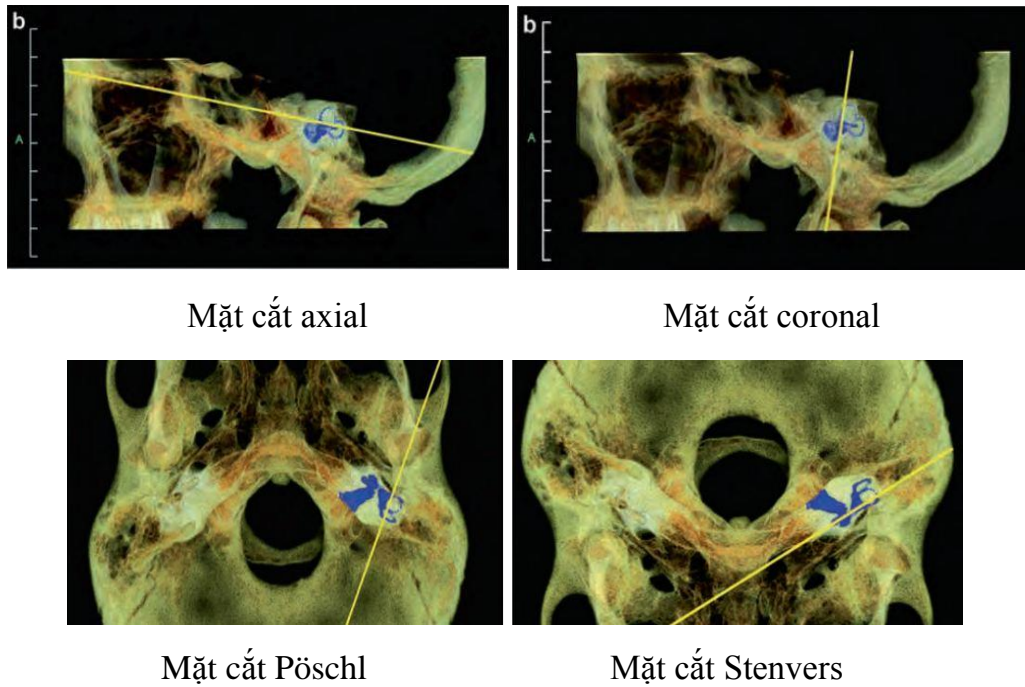 b
b
A
A
Mặt cắt axial
Mặt cắt coronal
Mặt cắt Pöschl
Mặt cắt Stenvers